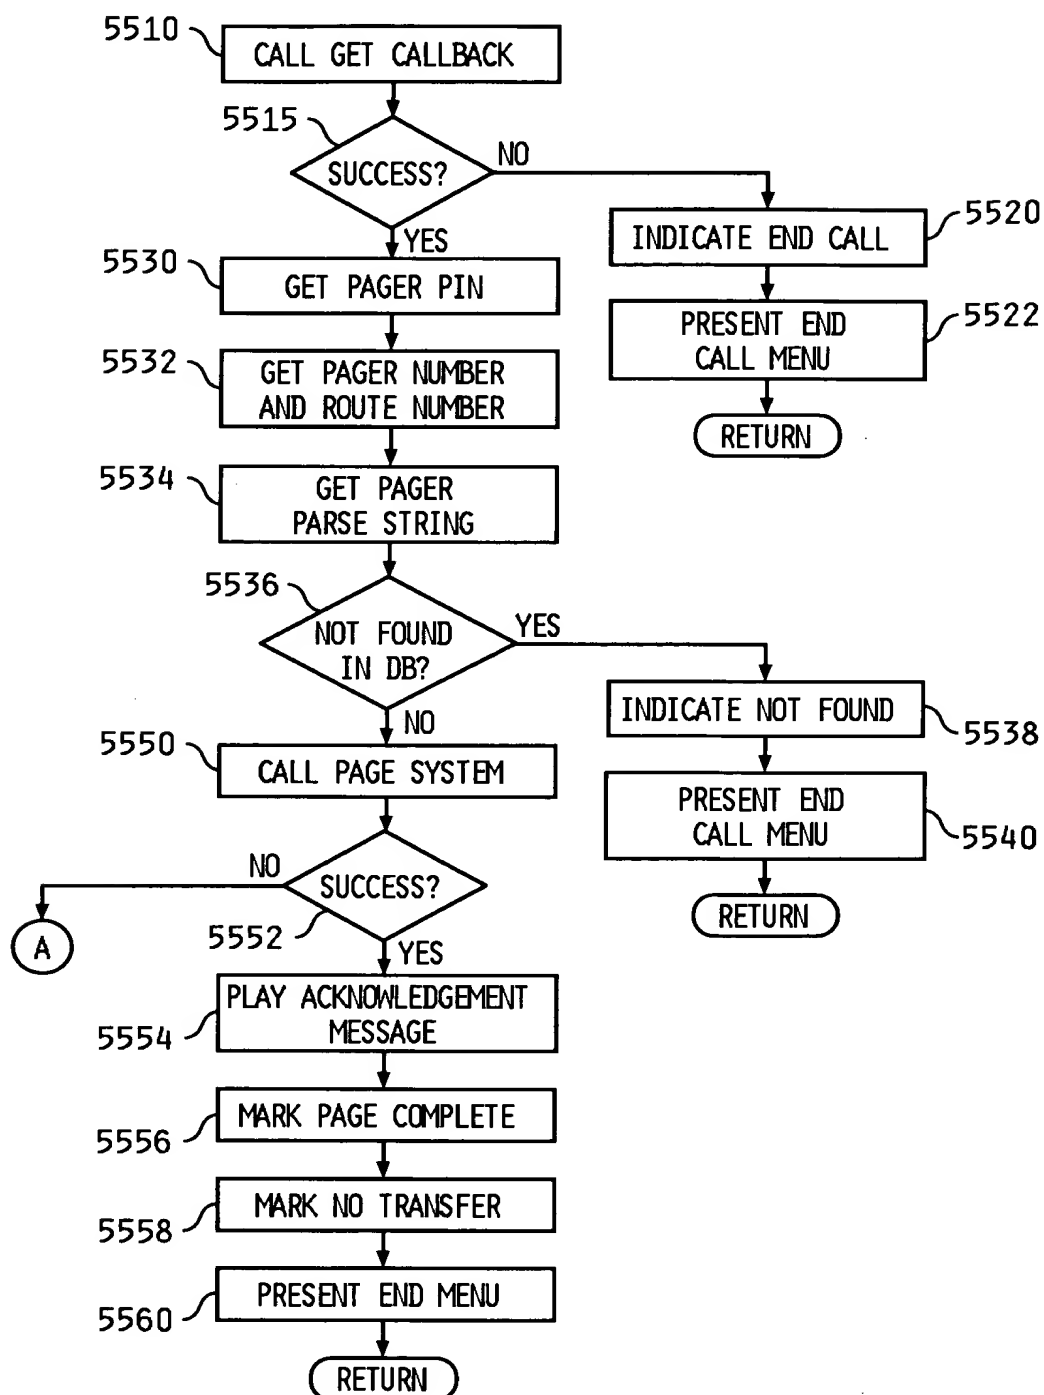 5510
CALL GET CALLBACK
5515
SUCCESS?
NO
YES
5520
INDICATE END CALL
5522
PRESENT END
CALL MENU
RETURN
5530
GET PAGER PIN
5532
GET PAGER NUMBER
AND ROUTE NUMBER
5534
GET PAGER
PARSE STRING
5536
NOT FOUND
IN DB?
YES
NO
INDICATE NOT FOUND
5538
PRESENT END
CALL MENU
5540
RETURN
5550
CALL PAGE SYSTEM
NO
SUCCESS?
5552
A
YES
PLAY ACKNOWLEDGEMENT
MESSAGE
5554
MARK PAGE COMPLETE
5556
MARK NO TRANSFER
5558
PRESENT END MENU
5560
RETURN